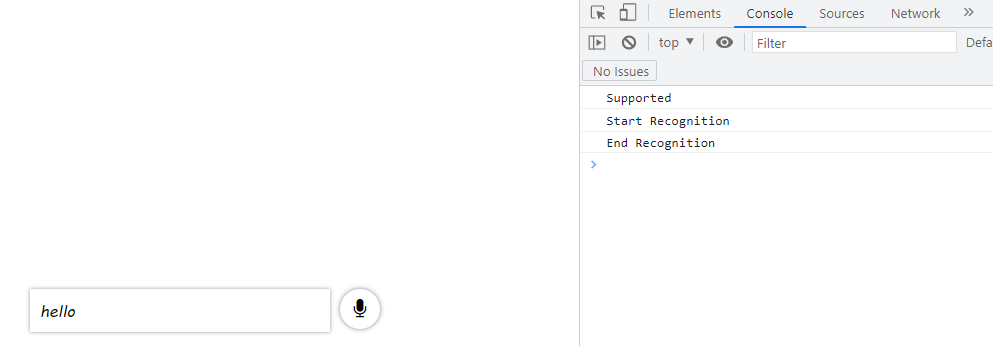 Elements Console Sources Network »
top ▼ Filter Defa
No Issues
Supported
Start Recognition
End Recognition
hello